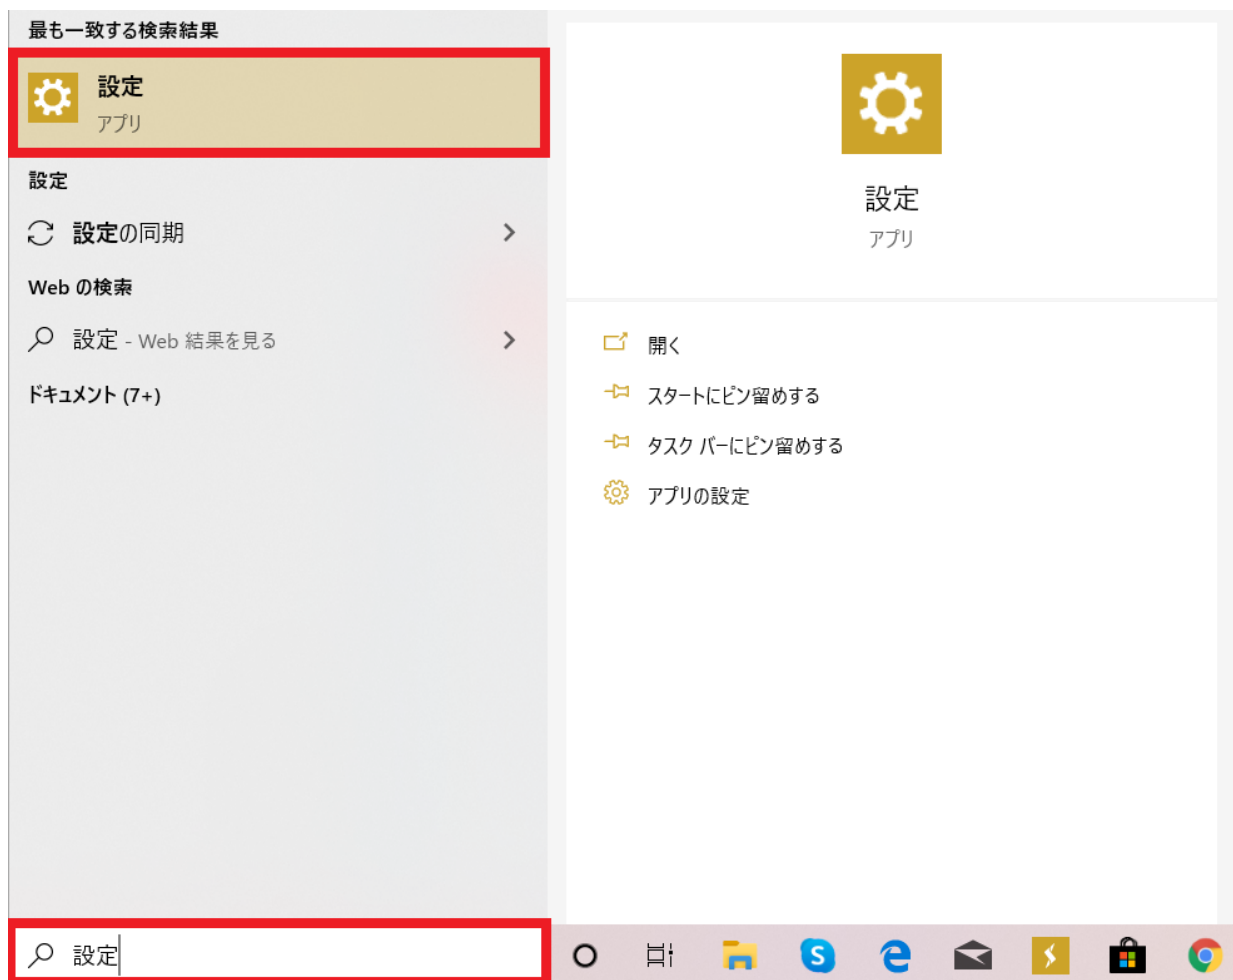 最も一致する検索結果
設定
アプリ
設定
設定の同期
Web の検索
設定 - Web 結果を見る
ドキュメント (7+)
設定
アプリ
開く
スタートにピン留めする
タスク バーにピン留めする
アプリの設定
設定